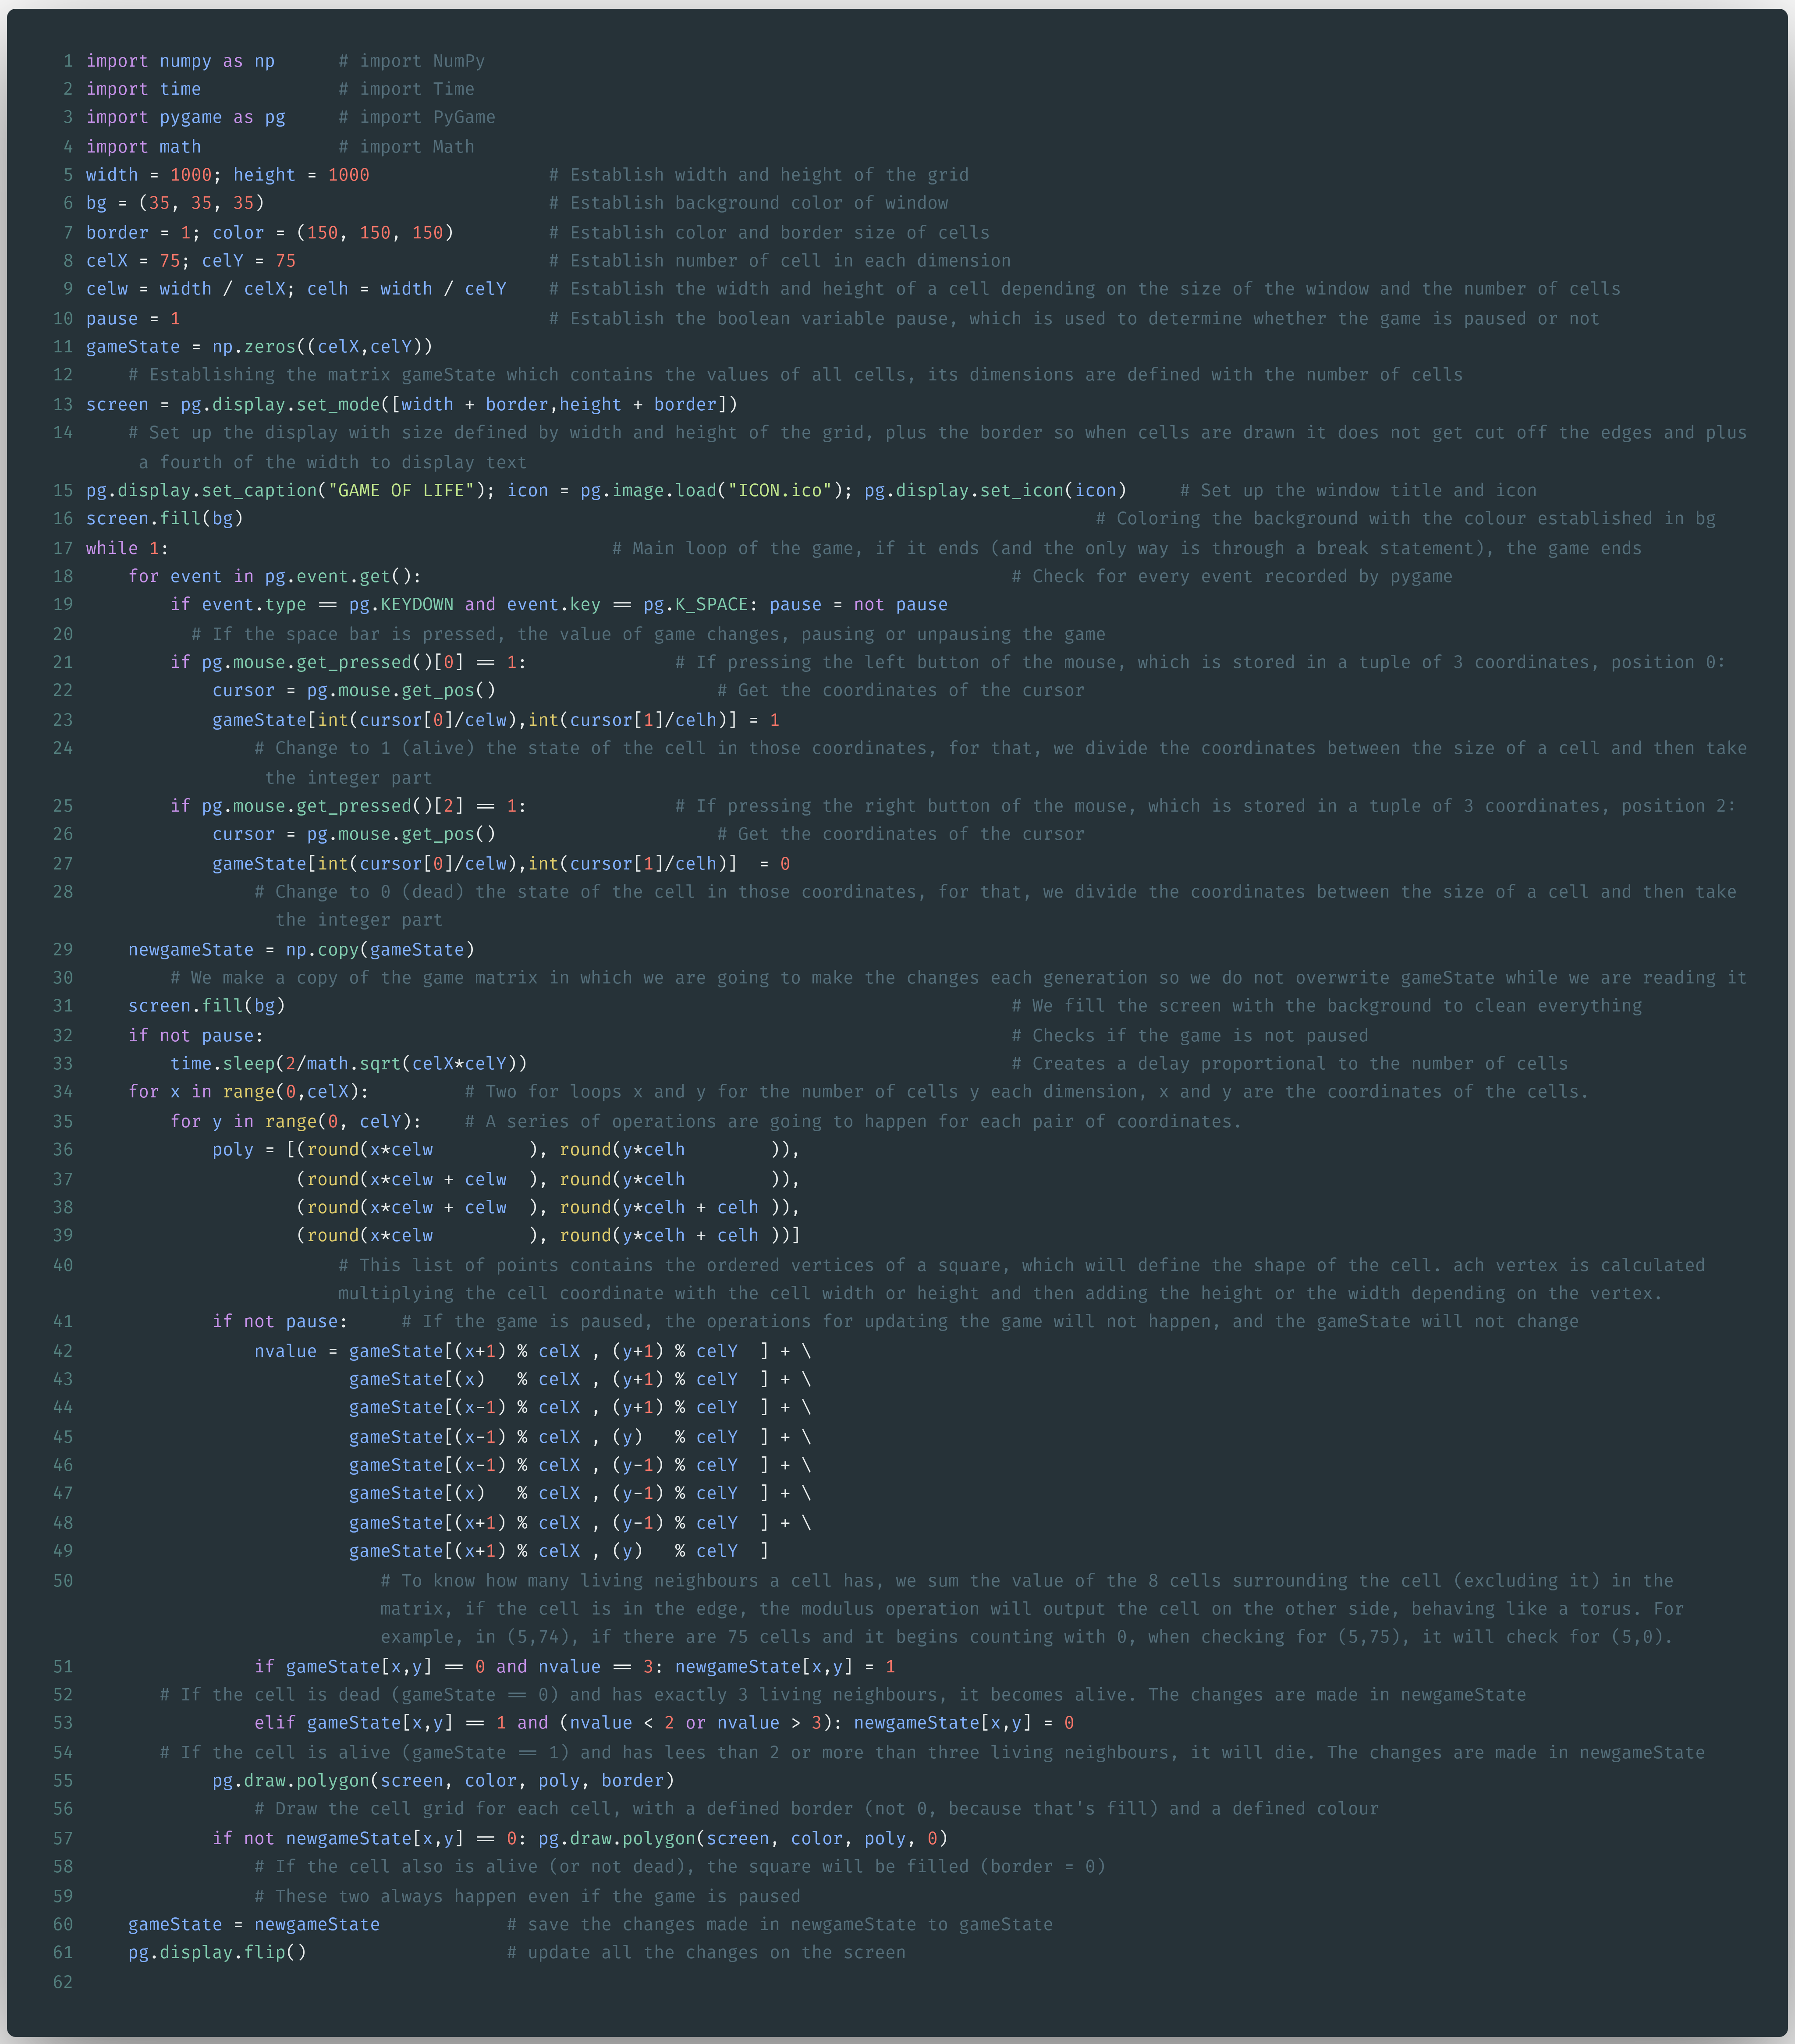 1 import numpy as np      # import NumPy
2 import time             # import Time
3 import pygame as pg     # import PyGame
4 import math             # import Math
5 width = 1000; height = 1000                 # Establish width and height of the grid
6 bg = (35, 35, 35)                           # Establish background color of window
7 border = 1; color = (150, 150, 150)         # Establish color and border size of cells
8 celX = 75; celY = 75                        # Establish number of cell in each dimension
9 celw = width / celX; celh = width / celY    # Establish the width and height of a cell depending on the size of the window and the number of cells
10 pause = 1                                   # Establish the boolean variable pause, which is used to determine whether the game is paused or not
11 gameState = np.zeros((celX,celY))
12     # Establishing the matrix gameState which contains the values of all cells, its dimensions are defined with the number of cells
13 screen = pg.display.set_mode([width + border,height + border])
14     # Set up the display with size defined by width and height of the grid, plus the border so when cells are drawn it does not get cut off the edges and plus
a fourth of the width to display text
15 pg.display.set_caption("GAME OF LIFE"); icon = pg.image.load("ICON.ico"); pg.display.set_icon(icon)     # Set up the window title and icon
16 screen.fill(bg)                                                                                 # Coloring the background with the colour established in bg
17 while 1:                                          # Main loop of the game, if it ends (and the only way is through a break statement), the game ends
18     for event in pg.event.get():                                                        # Check for every event recorded by pygame
19         if event.type == pg.KEYDOWN and event.key == pg.K_SPACE: pause = not pause
20           # If the space bar is pressed, the value of game changes, pausing or unpausing the game
21         if pg.mouse.get_pressed()[0] == 1:              # If pressing the left button of the mouse, which is stored in a tuple of 3 coordinates, position 0:
22             cursor = pg.mouse.get_pos()                     # Get the coordinates of the cursor
23             gameState[int(cursor[0]/celw),int(cursor[1]/celh)] = 1
24                 # Change to 1 (alive) the state of the cell in those coordinates, for that, we divide the coordinates between the size of a cell and then take
the integer part
25         if pg.mouse.get_pressed()[2] == 1:              # If pressing the right button of the mouse, which is stored in a tuple of 3 coordinates, position 2:
26             cursor = pg.mouse.get_pos()                     # Get the coordinates of the cursor
27             gameState[int(cursor[0]/celw),int(cursor[1]/celh)]  = 0
28                 # Change to 0 (dead) the state of the cell in those coordinates, for that, we divide the coordinates between the size of a cell and then take
the integer part
29     newgameState = np.copy(gameState)
30         # We make a copy of the game matrix in which we are going to make the changes each generation so we do not overwrite gameState while we are reading it
31     screen.fill(bg)                                                                     # We fill the screen with the background to clean everything
32     if not pause:                                                                       # Checks if the game is not paused
33         time.sleep(2/math.sqrt(celX*celY))                                              # Creates a delay proportional to the number of cells
34     for x in range(0,celX):         # Two for loops x and y for the number of cells y each dimension, x and y are the coordinates of the cells.
35         for y in range(0, celY):    # A series of operations are going to happen for each pair of coordinates.
36             poly = [(round(x*celw         ), round(y*celh        )),
37                     (round(x*celw + celw  ), round(y*celh        )),
38                     (round(x*celw + celw  ), round(y*celh + celh )),
39                     (round(x*celw         ), round(y*celh + celh ))]
40                         # This list of points contains the ordered vertices of a square, which will define the shape of the cell. ach vertex is calculated
multiplying the cell coordinate with the cell width or height and then adding the height or the width depending on the vertex.
41             if not pause:     # If the game is paused, the operations for updating the game will not happen, and the gameState will not change
42                 nvalue = gameState[(x+1) % celX , (y+1) % celY  ] + \
43                          gameState[(x)   % celX , (y+1) % celY  ] + \
44                          gameState[(x-1) % celX , (y+1) % celY  ] + \
45                          gameState[(x-1) % celX , (y)   % celY  ] + \
46                          gameState[(x-1) % celX , (y-1) % celY  ] + \
47                          gameState[(x)   % celX , (y-1) % celY  ] + \
48                          gameState[(x+1) % celX , (y-1) % celY  ] + \
49                          gameState[(x+1) % celX , (y)   % celY  ]
50                             # To know how many living neighbours a cell has, we sum the value of the 8 cells surrounding the cell (excluding it) in the
matrix, if the cell is in the edge, the modulus operation will output the cell on the other side, behaving like a torus. For
example, in (5,74), if there are 75 cells and it begins counting with 0, when checking for (5,75), it will check for (5,0).
51                 if gameState[x,y] == 0 and nvalue == 3: newgameState[x,y] = 1
52        # If the cell is dead (gameState == 0) and has exactly 3 living neighbours, it becomes alive. The changes are made in newgameState
53                 elif gameState[x,y] == 1 and (nvalue < 2 or nvalue > 3): newgameState[x,y] = 0
54        # If the cell is alive (gameState == 1) and has lees than 2 or more than three living neighbours, it will die. The changes are made in newgameState
55             pg.draw.polygon(screen, color, poly, border)
56                 # Draw the cell grid for each cell, with a defined border (not 0, because that's fill) and a defined colour
57             if not newgameState[x,y] == 0: pg.draw.polygon(screen, color, poly, 0)
58                 # If the cell also is alive (or not dead), the square will be filled (border = 0)
59                 # These two always happen even if the game is paused
60     gameState = newgameState            # save the changes made in newgameState to gameState
61     pg.display.flip()                   # update all the changes on the screen
62